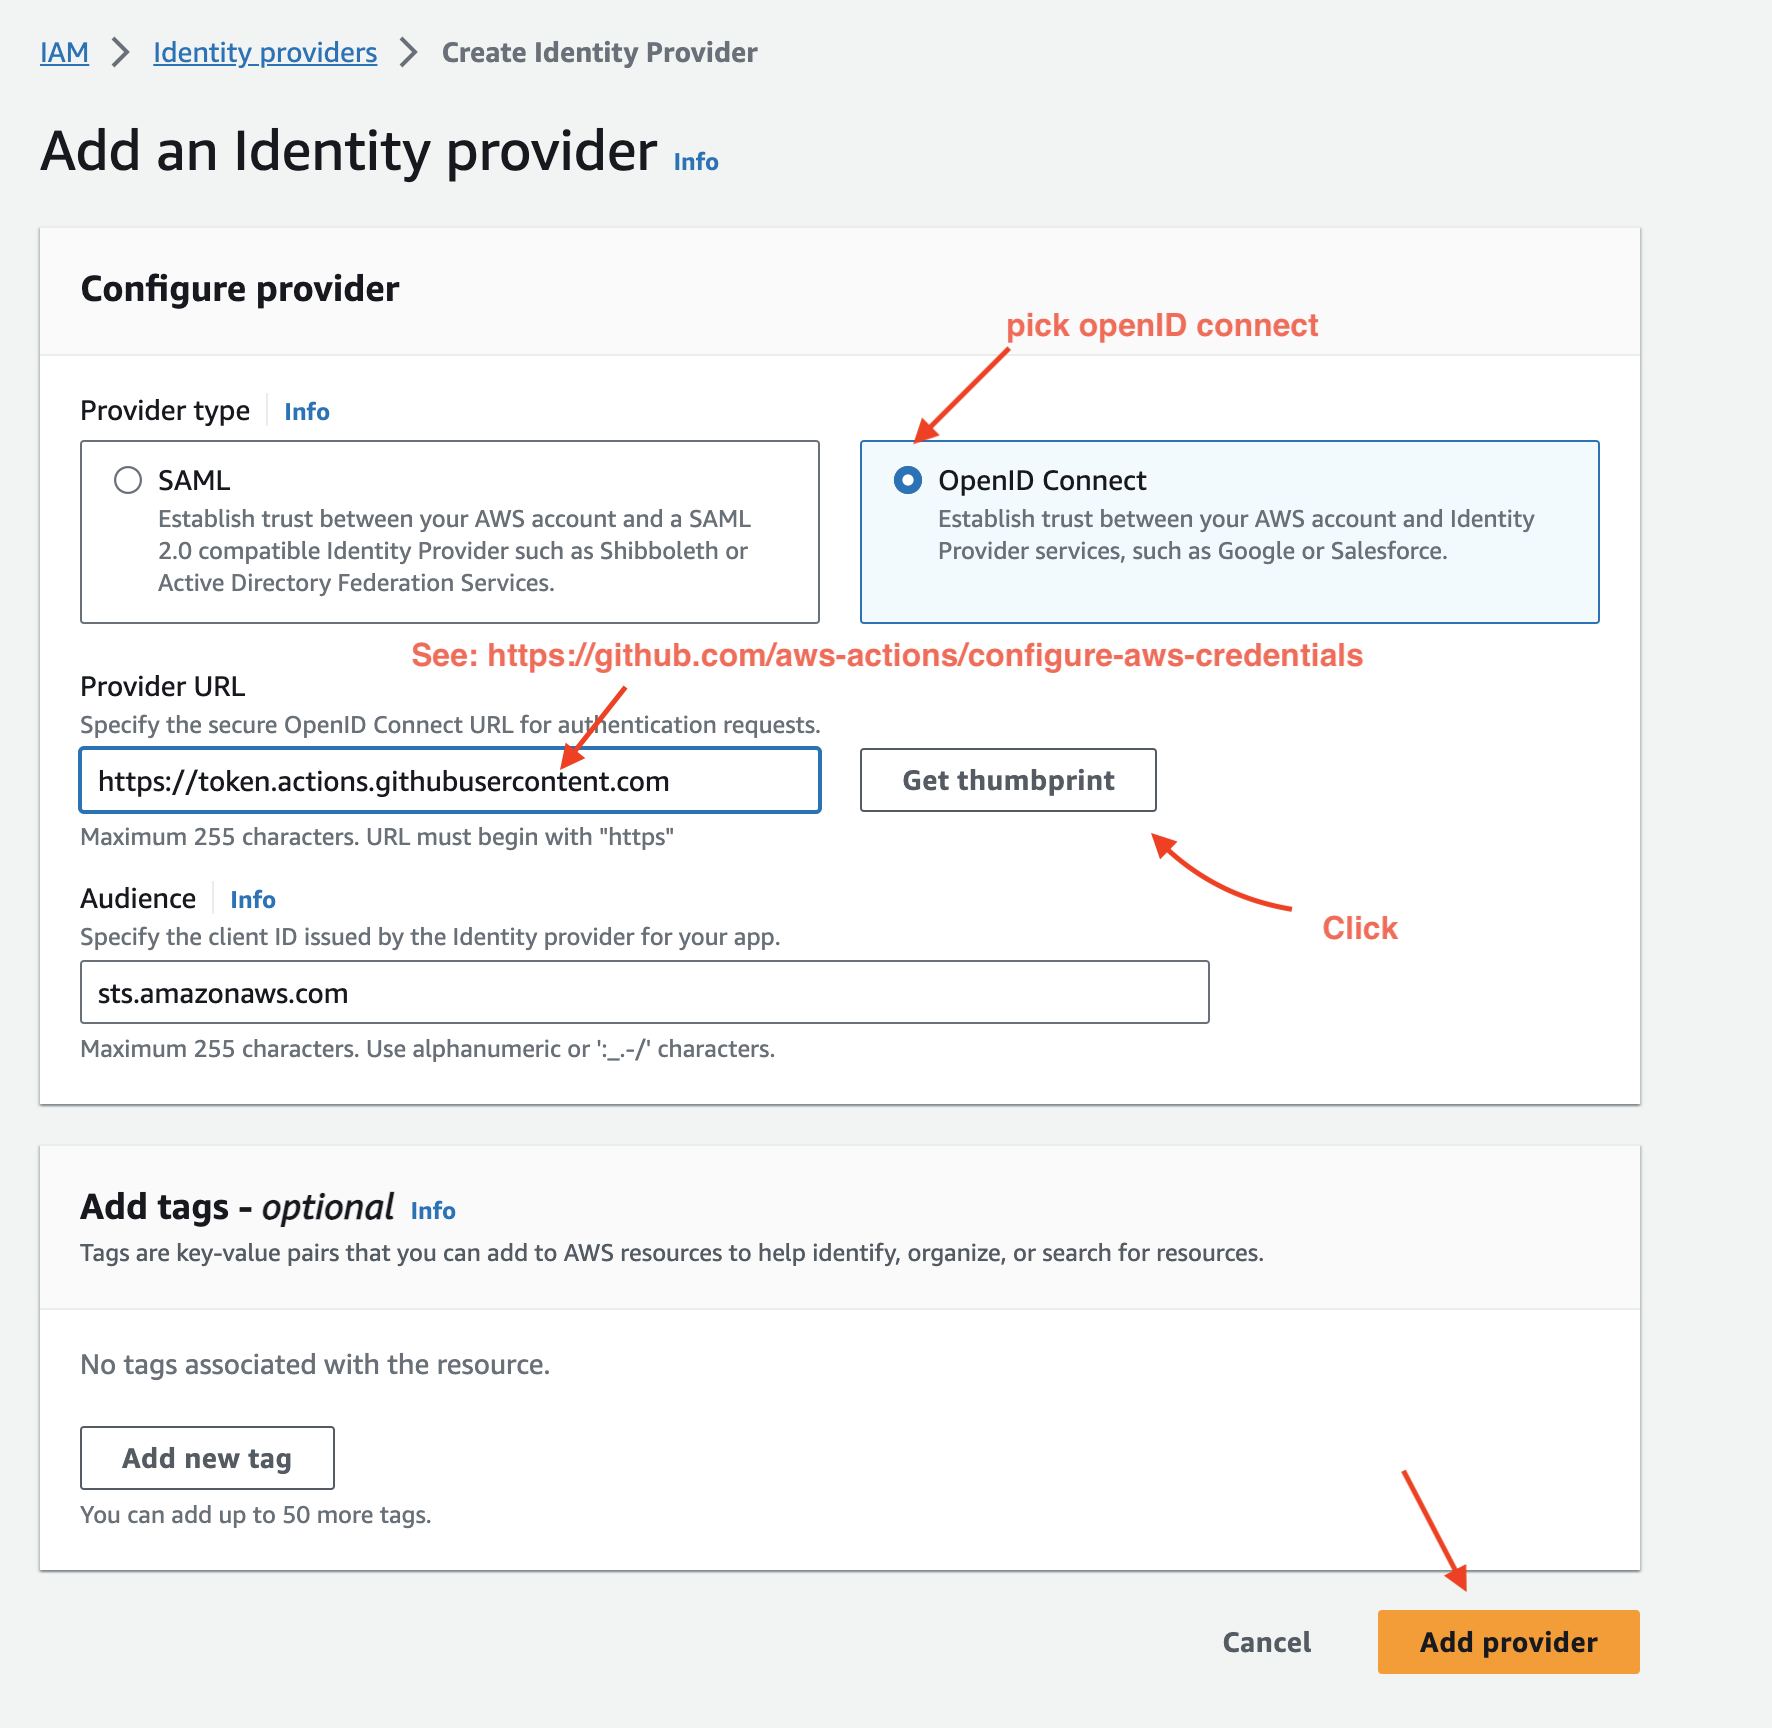 IAM > Identity providers > Create Identity Provider
Add an Identity provider Info
Configure provider
pick openID connect
Provider type Info
SAML
Establish trust between your AWS account and a SAML
2.0 compatible Identity Provider such as Shibboleth or
Active Directory Federation Services.
OpenID Connect
Establish trust between your AWS account and Identity
Provider services, such as Google or Salesforce.
See: https://github.com/aws-actions/configure-aws-credentials
Provider URL
Specify the secure OpenID Connect URL for authentication requests.
https://token.actions.githubusercontent.com
Get thumbprint
Maximum 255 characters. URL must begin with "https"
Click
Audience Info
Specify the client ID issued by the Identity provider for your app.
sts.amazonaws.com
Maximum 255 characters. Use alphanumeric or ':_.-/' characters.
Add tags - optional Info
Tags are key-value pairs that you can add to AWS resources to help identify, organize, or search for resources.
No tags associated with the resource.
Add new tag
You can add up to 50 more tags.
Cancel
Add provider